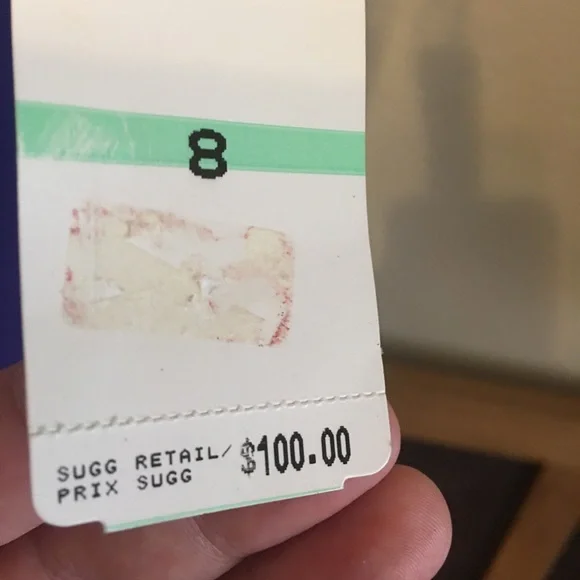 8
SUGG RETAIL/ $100.00
PRIX SUGG